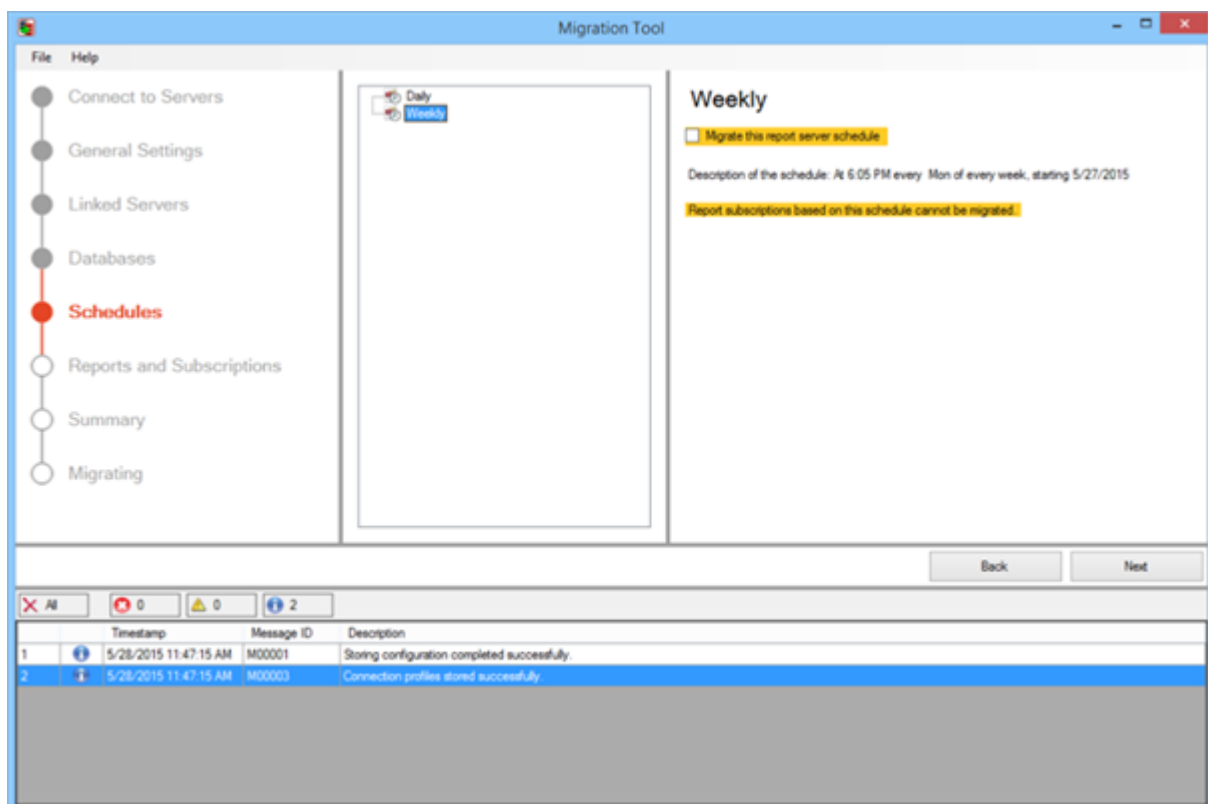 Migration Tool
File Help
Connect to Servers
General Settings
Linked Servers
Databases
Schedules
Reports and Subscriptions
Summary
Migrating
Daily
Weekly
Weekly
Migrate this report server schedule
Description of the schedule: At 6:05 PM every Mon of every week, starting 5/27/2015
Report subscriptions based on this schedule cannot be migrated.
Back Next
All 0 0 2
Timestamp Message ID Description
1 5/28/2015 11:47:15 AM M00001 Storing configuration completed successfully.
2 5/28/2015 11:47:15 AM M00003 Connection profiles stored successfully.